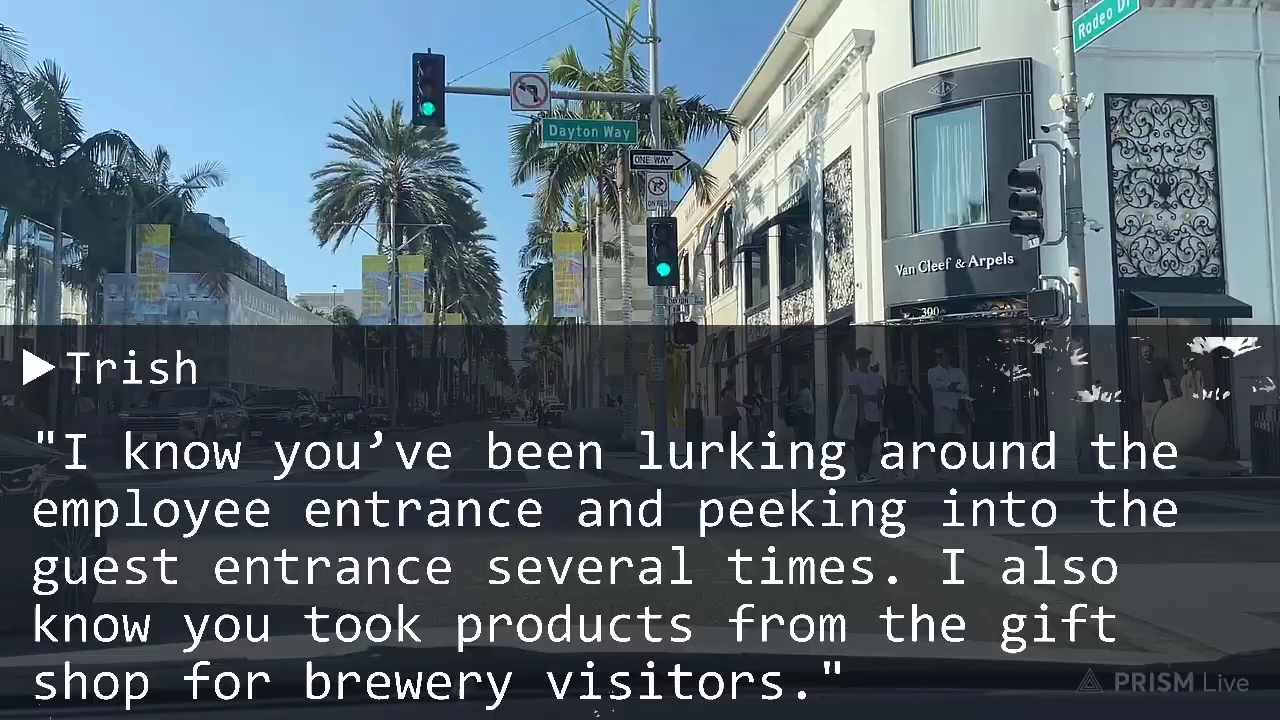 Rodeo Dr
Dayton Way
ONE WAY
Van Cleef & Arpels
390
DAYTON
▶Trish
"I know you’ve been lurking around the
employee entrance and peeking into the
guest entrance several times. I also
know you took products from the gift
shop for brewery visitors."
PRISM Live